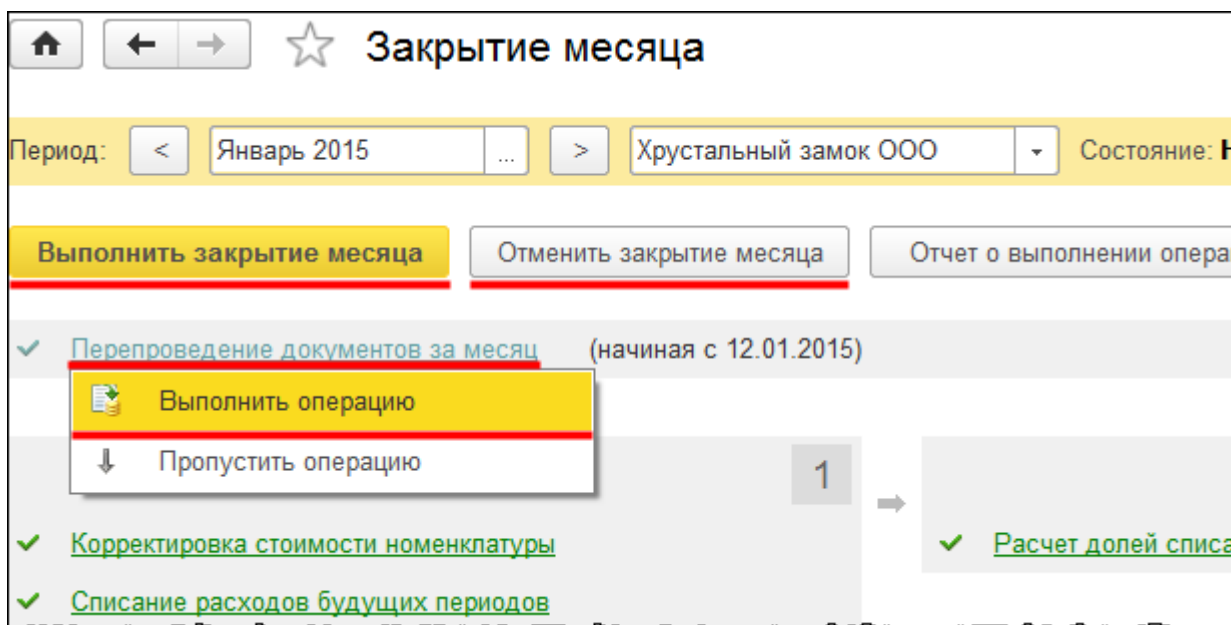 Закрытие месяца
Период: < Январь 2015 ... > Хрустальный замок ООО Состояние:
Выполнить закрытие месяца Отменить закрытие месяца Отчет о выполнении
Перепроведение документов за месяц (начиная с 12.01.2015)
Выполнить операцию
Пропустить операцию
1
Корректировка стоимости номенклатуры Расчет долей
Списание расходов будущих периодов